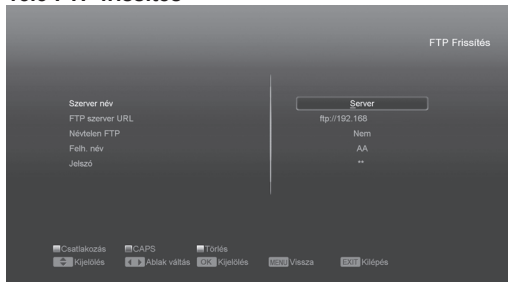 FTP Frissítés
Szerver név Server
FTP szerver URL ftp://192.168
Névtelen FTP Nem
Felh. név AA
Jelszó **
Csatlakozás CAPS Törlés
Kijelölés Ablak váltás OK Kijelölés MENU Vissza EXIT Kilépés